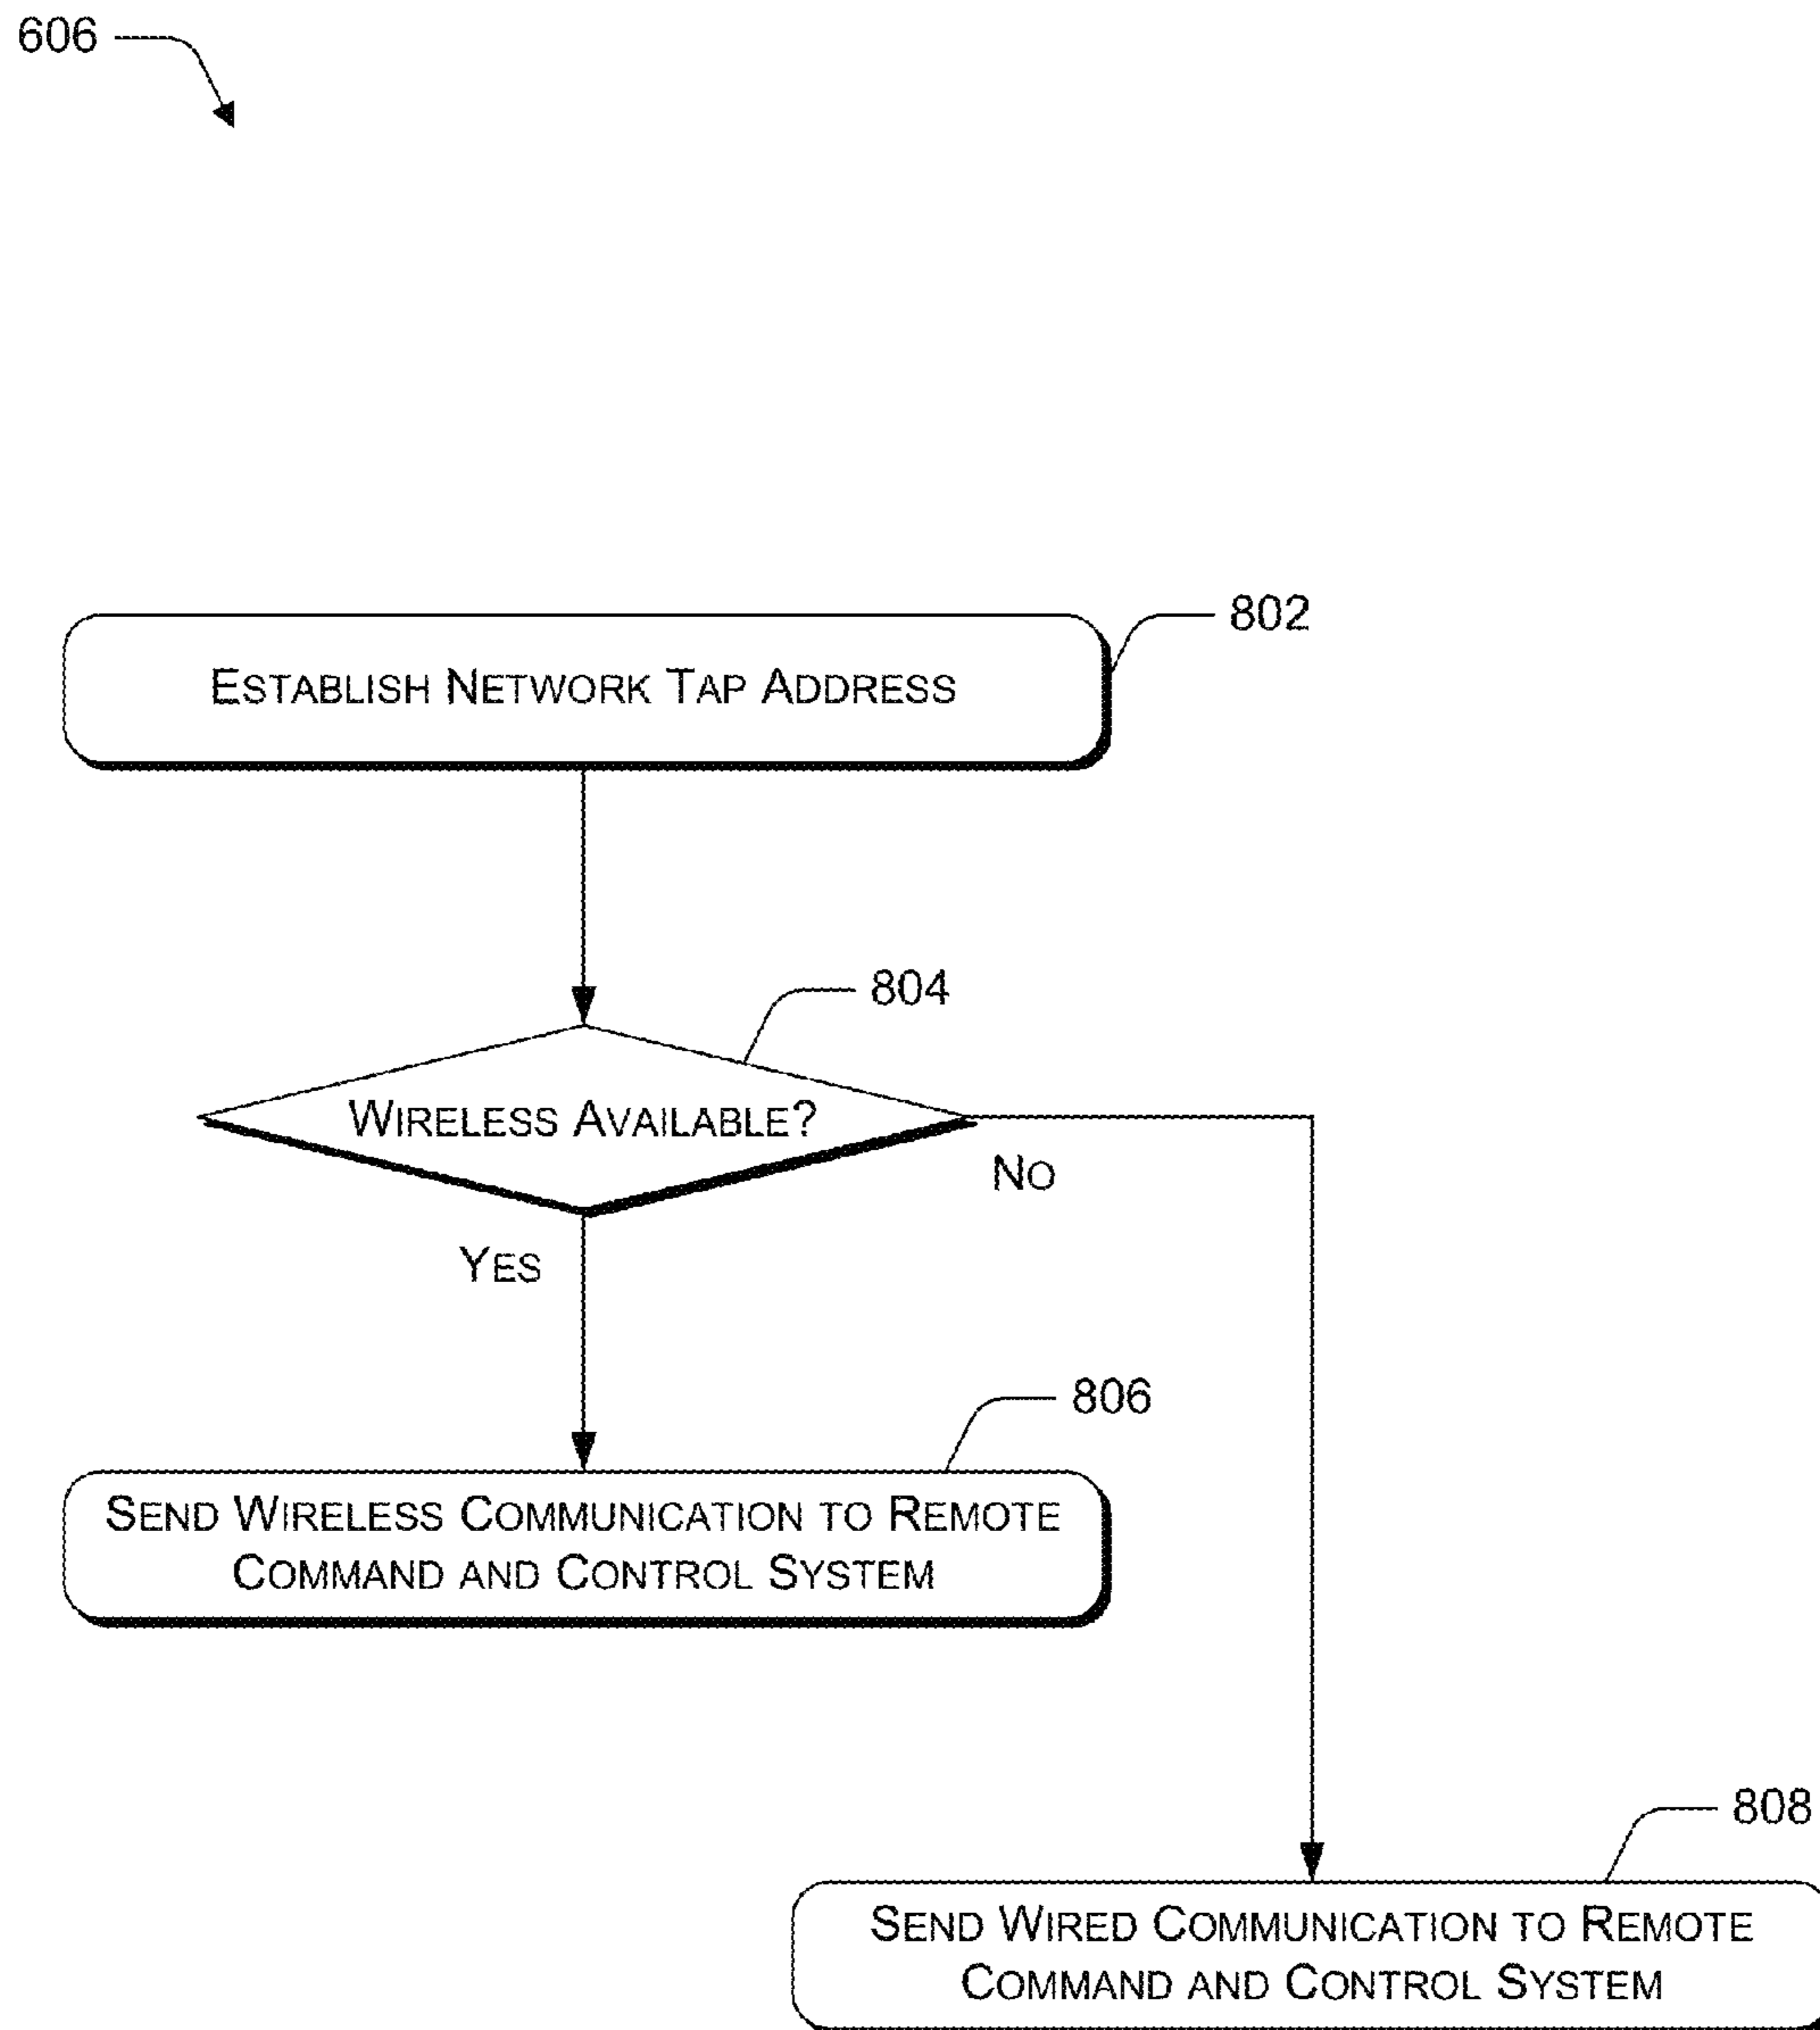 606
802
ESTABLISH NETWORK TAP ADDRESS
804
WIRELESS AVAILABLE?
NO
YES
806
SEND WIRELESS COMMUNICATION TO REMOTE
COMMAND AND CONTROL SYSTEM
808
SEND WIRED COMMUNICATION TO REMOTE
COMMAND AND CONTROL SYSTEM